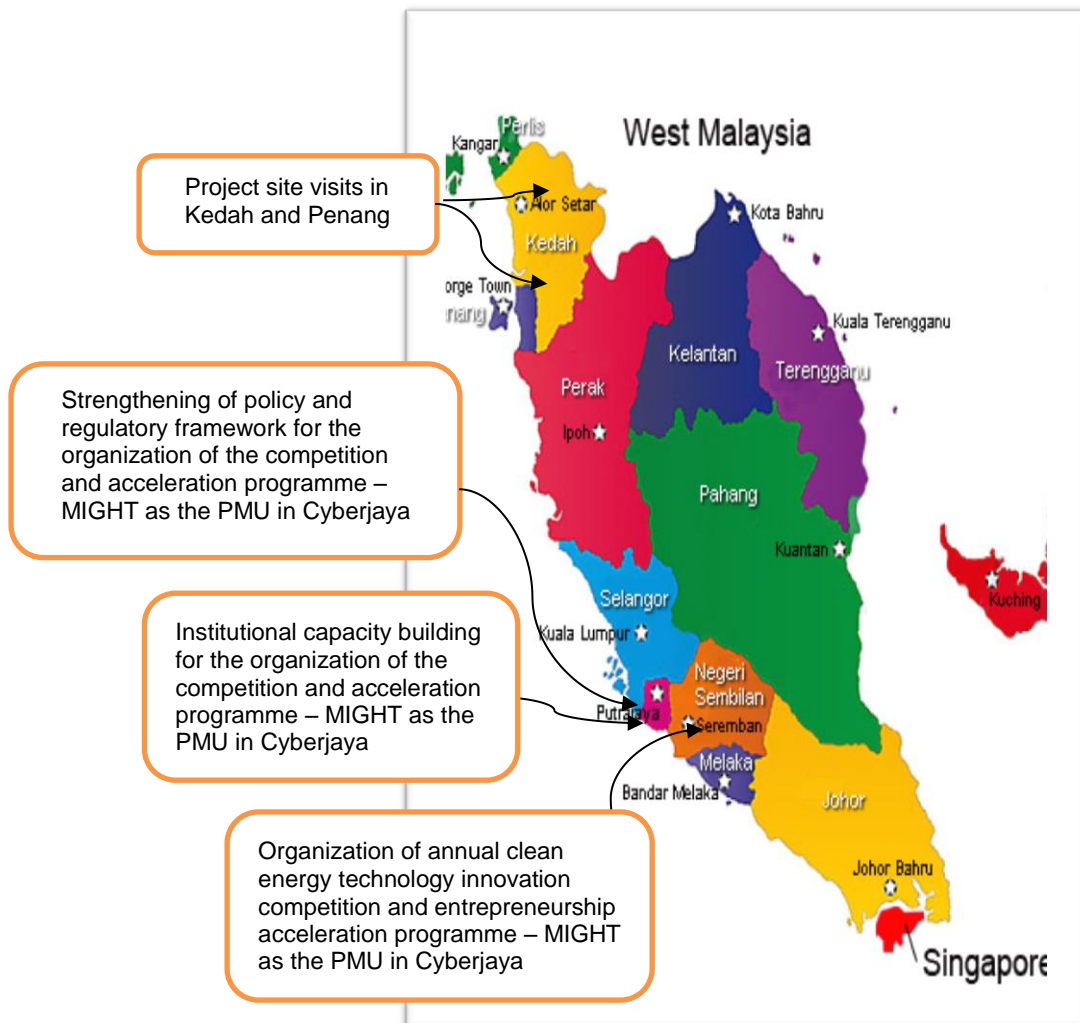 West Malaysia
Perlis
Kangar
Project site visits in
Kedah and Penang
Alor Setar
Kota Bahru
Kedah
orge Town
nang
Kuala Terengganu
Kelantan
Terengganu
Perak
Ipoh
Strengthening of policy and
regulatory framework for the
organization of the competition
and acceleration programme –
MIGHT as the PMU in Cyberjaya
Pahang
Kuantan
Kuching
Selangor
Kuala Lumpur
Institutional capacity building
for the organization of the
competition and acceleration
programme – MIGHT as the
PMU in Cyberjaya
Negeri
Sembilan
Putrajaya
Seremban
Melaka
Bandar Melaka
Johor
Organization of annual clean
energy technology innovation
competition and entrepreneurship
acceleration programme – MIGHT
as the PMU in Cyberjaya
Johor Bahru
Singapore